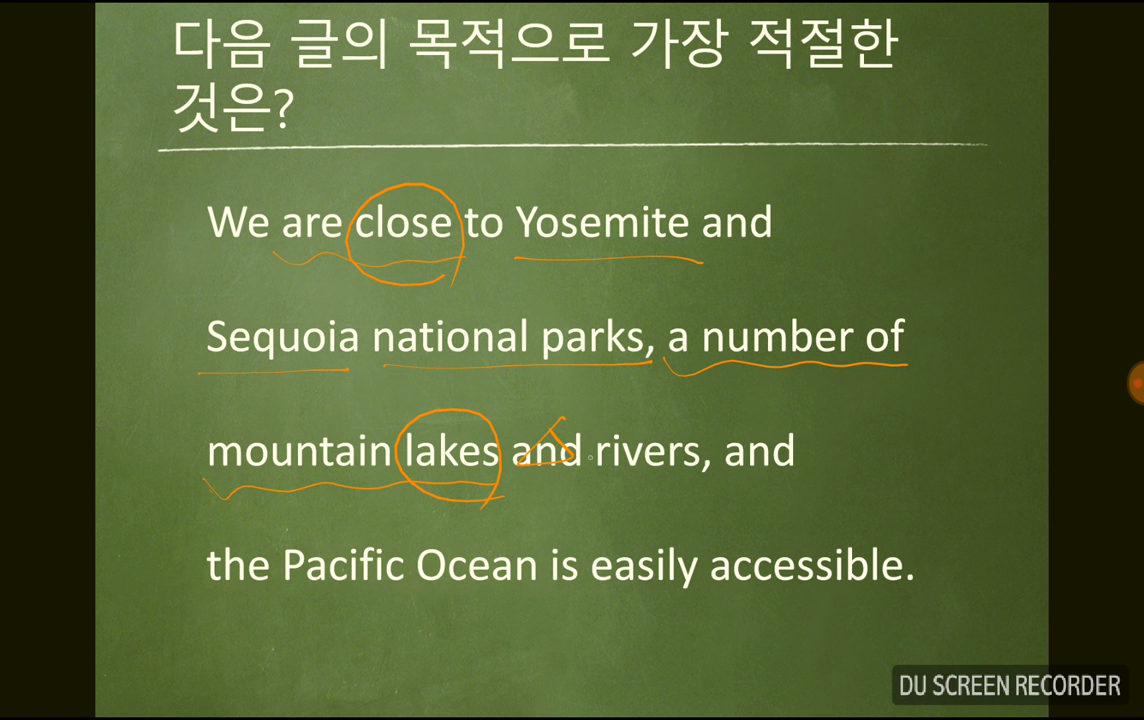 다음 글의 목적으로 가장 적절한
것은?
We are close to Yosemite and
Sequoia national parks, a number of
mountain lakes and rivers, and
the Pacific Ocean is easily accessible.
DU SCREEN RECORDER